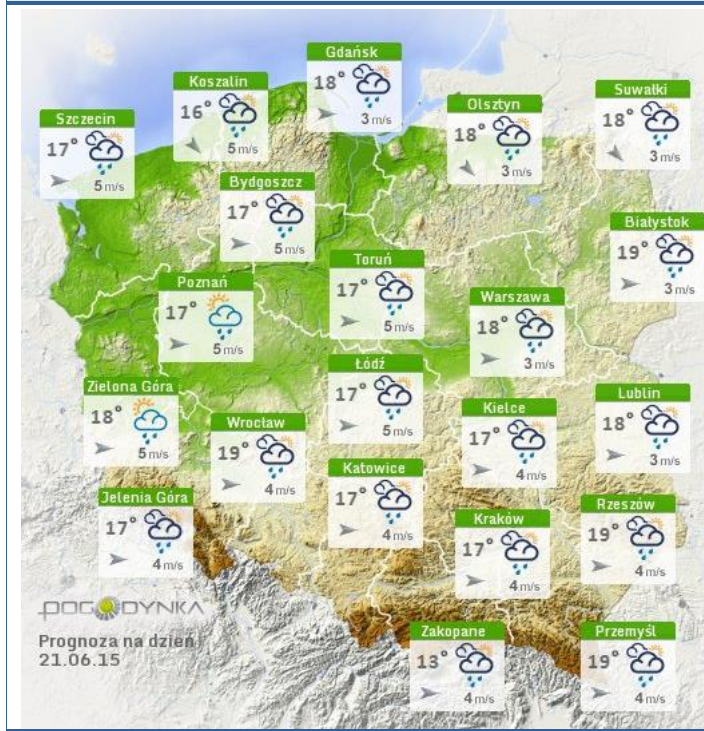 Gdańsk
18°
3 m/s
Koszalin
16°
5 m/s
Suwałki
18°
3 m/s
Olsztyn
18°
3 m/s
Szczecin
17°
5 m/s
Bydgoszcz
17°
5 m/s
Białystok
19°
3 m/s
Toruń
17°
5 m/s
Poznań
17°
5 m/s
Warszawa
18°
3 m/s
Łódź
17°
5 m/s
Zielona Góra
18°
5 m/s
Lublin
18°
3 m/s
Kielce
17°
4 m/s
Wrocław
19°
4 m/s
Katowice
17°
4 m/s
Jelenia Góra
17°
4 m/s
Rzeszów
19°
4 m/s
Kraków
17°
4 m/s
POGODYNKA
Prognoza na dzień
21.06.15
Zakopane
13°
4 m/s
Przemyśl
19°
4 m/s